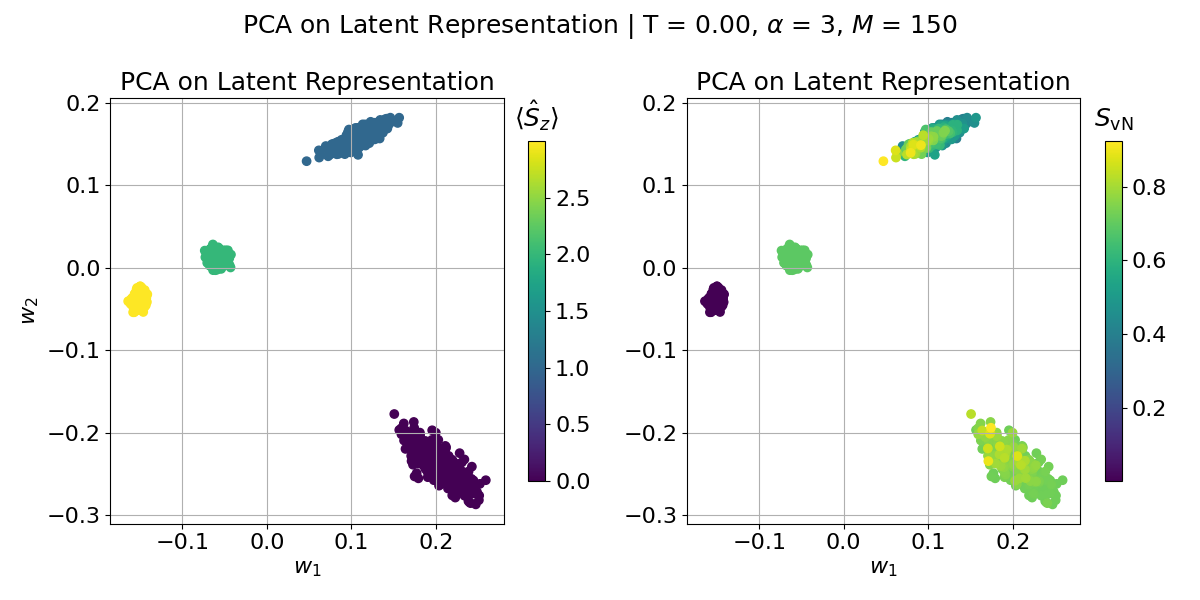 PCA on Latent Representation | T = 0.00, α = 3, M = 150
PCA on Latent Representation
0.2
0.1
0.0
−0.1
−0.2
−0.3
w₂
−0.1 0.0 0.1 0.2
w₁
⟨Ŝz⟩
2.5
2.0
1.5
1.0
0.5
0.0
PCA on Latent Representation
0.2
0.1
0.0
−0.1
−0.2
−0.3
−0.1 0.0 0.1 0.2
w₁
SvN
0.8
0.6
0.4
0.2